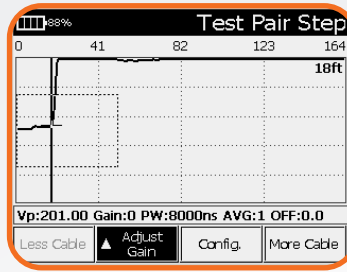 88% Test Pair Step
0 41 82 123 164
18ft
Vp:201.00 Gain:0 PW:8000ns AVG:1 OFF:0.0
Less Cable ▲ Adjust Gain Config. More Cable